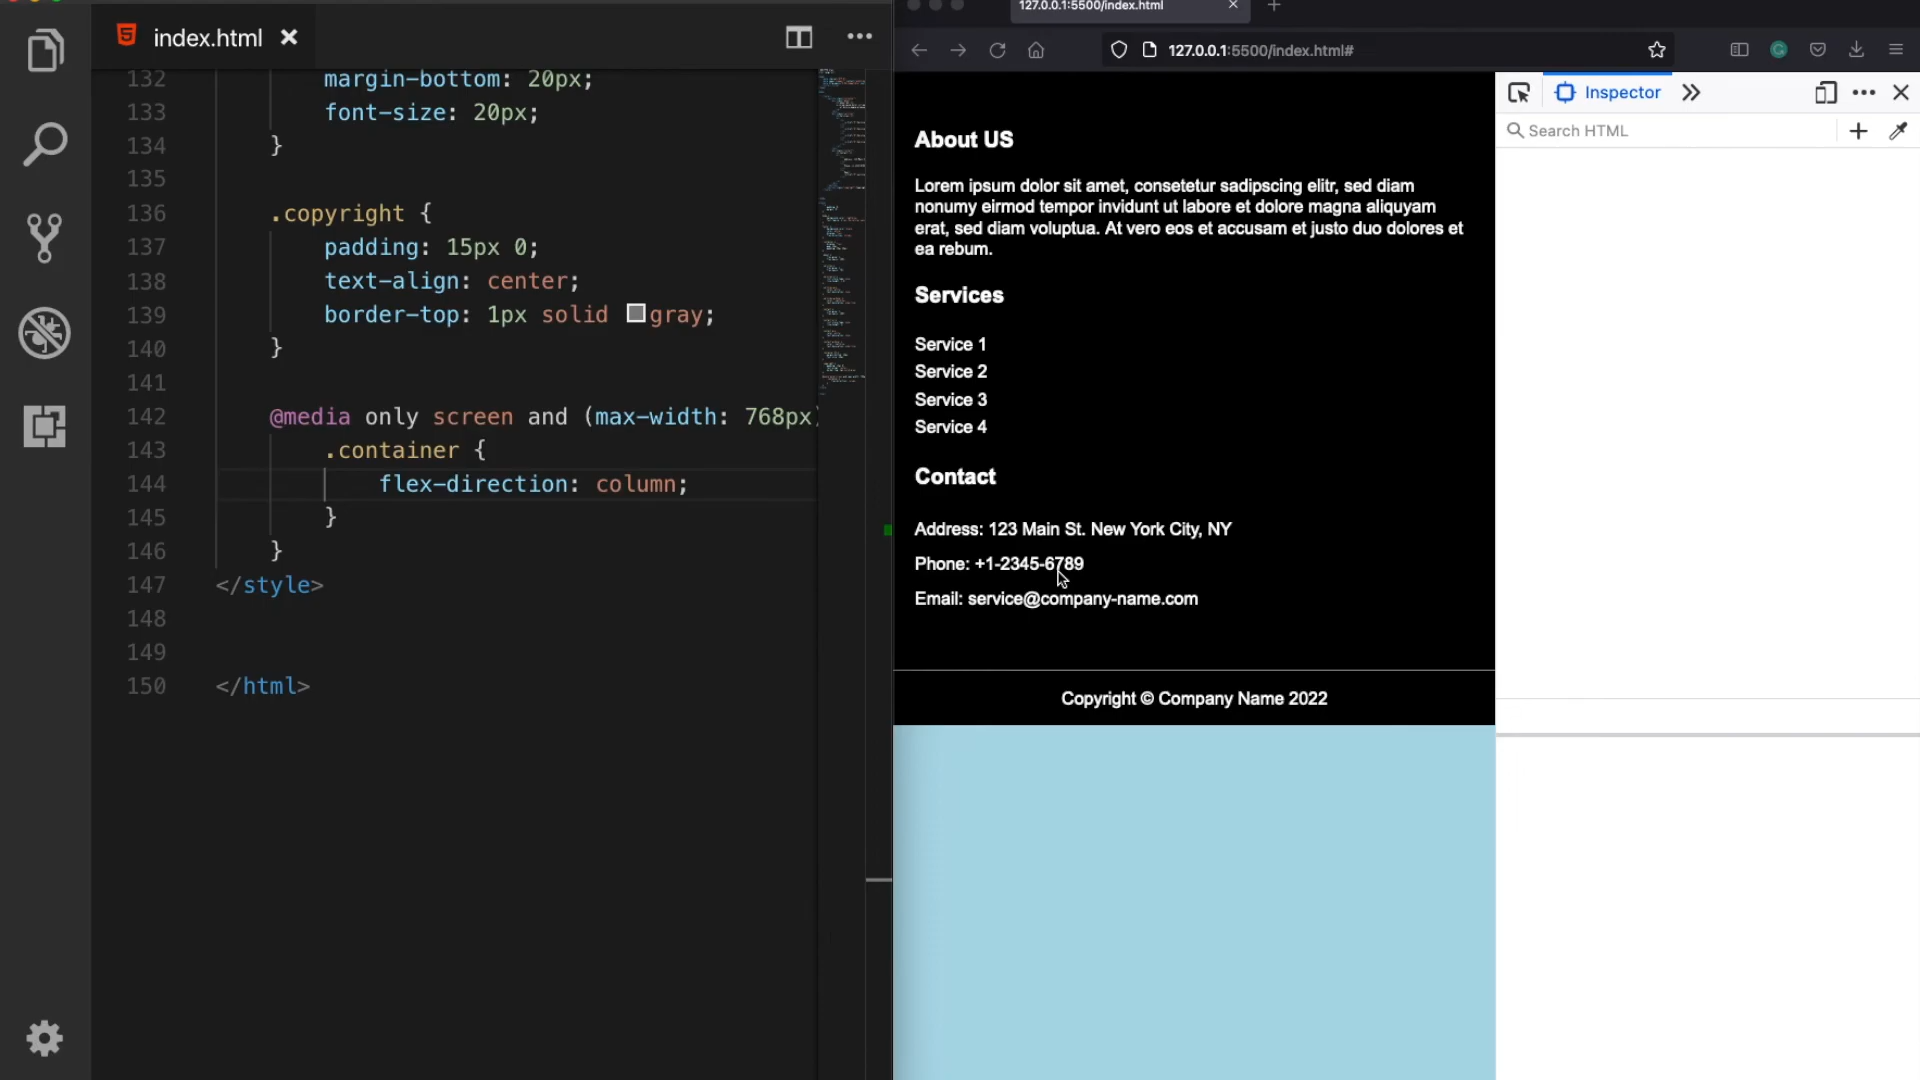 index.html
132 margin-bottom: 20px;
133 font-size: 20px;
134 }
135
136 .copyright {
137 padding: 15px 0;
138 text-align: center;
139 border-top: 1px solid gray;
140 }
141
142 @media only screen and (max-width: 768px)
143 .container {
144 flex-direction: column;
145 }
146 }
147 </style>
148
149
150 </html>
127.0.0.1:5500/index.html
127.0.0.1:5500/index.html#
About US
Lorem ipsum dolor sit amet, consetetur sadipscing elitr, sed diam
nonumy eirmod tempor invidunt ut labore et dolore magna aliquyam
erat, sed diam voluptua. At vero eos et accusam et justo duo dolores et
ea rebum.
Services
Service 1
Service 2
Service 3
Service 4
Contact
Address: 123 Main St. New York City, NY
Phone: +1-2345-6789
Email: service@company-name.com
Copyright © Company Name 2022
Inspector
Search HTML